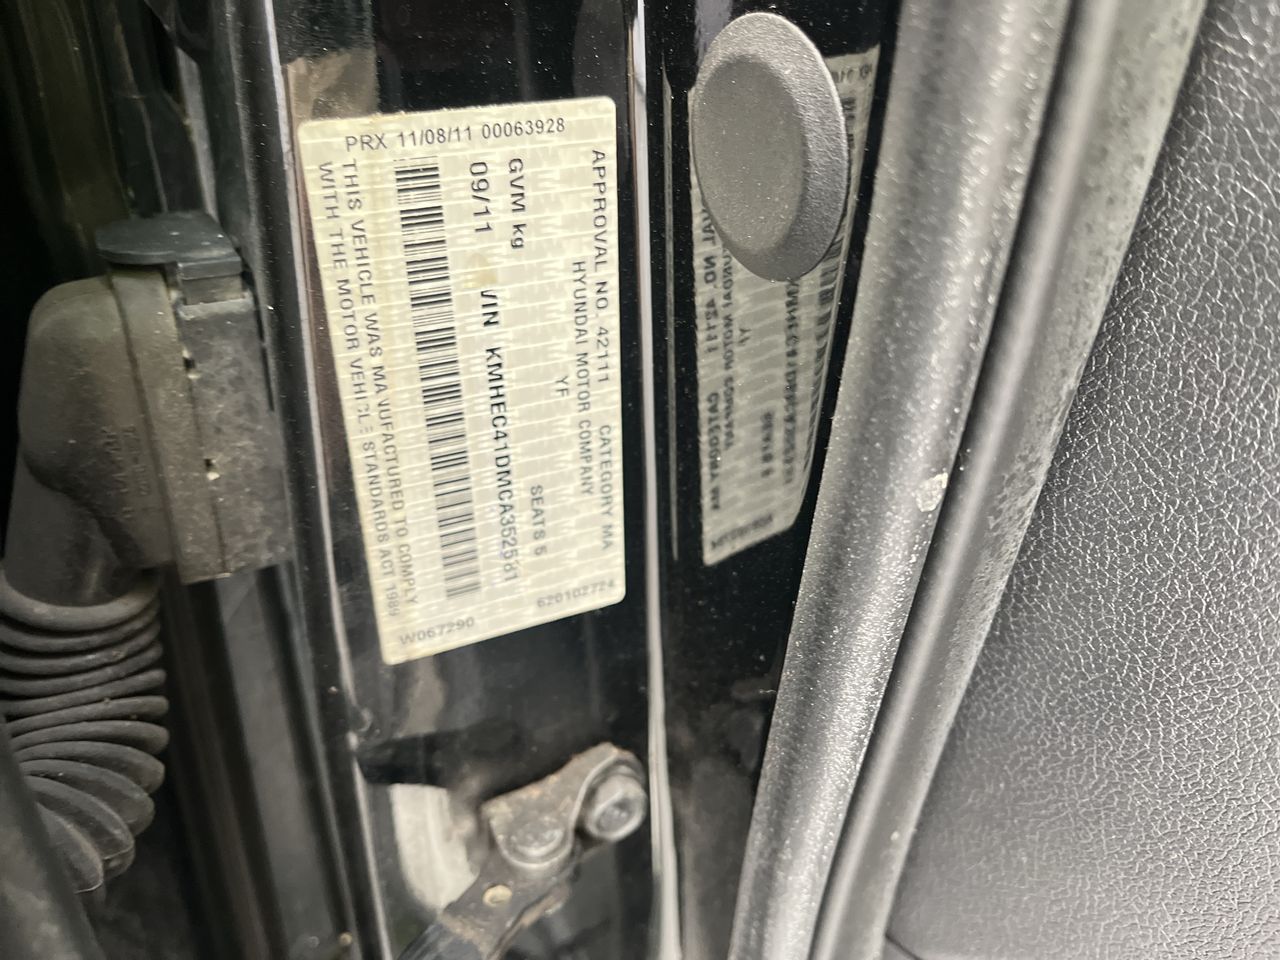 PRX 11/08/11 00063928
APPROVAL NO. 42111 CATEGORY MA
HYUNDAI MOTOR COMPANY
YF
GVM kg SEATS 5
09/11 VIN KMHEC41DMCA352561
THIS VEHICLE WAS MANUFACTURED TO COMPLY
WITH THE MOTOR VEHICLE STANDARDS ACT 1989
620102724
W067290